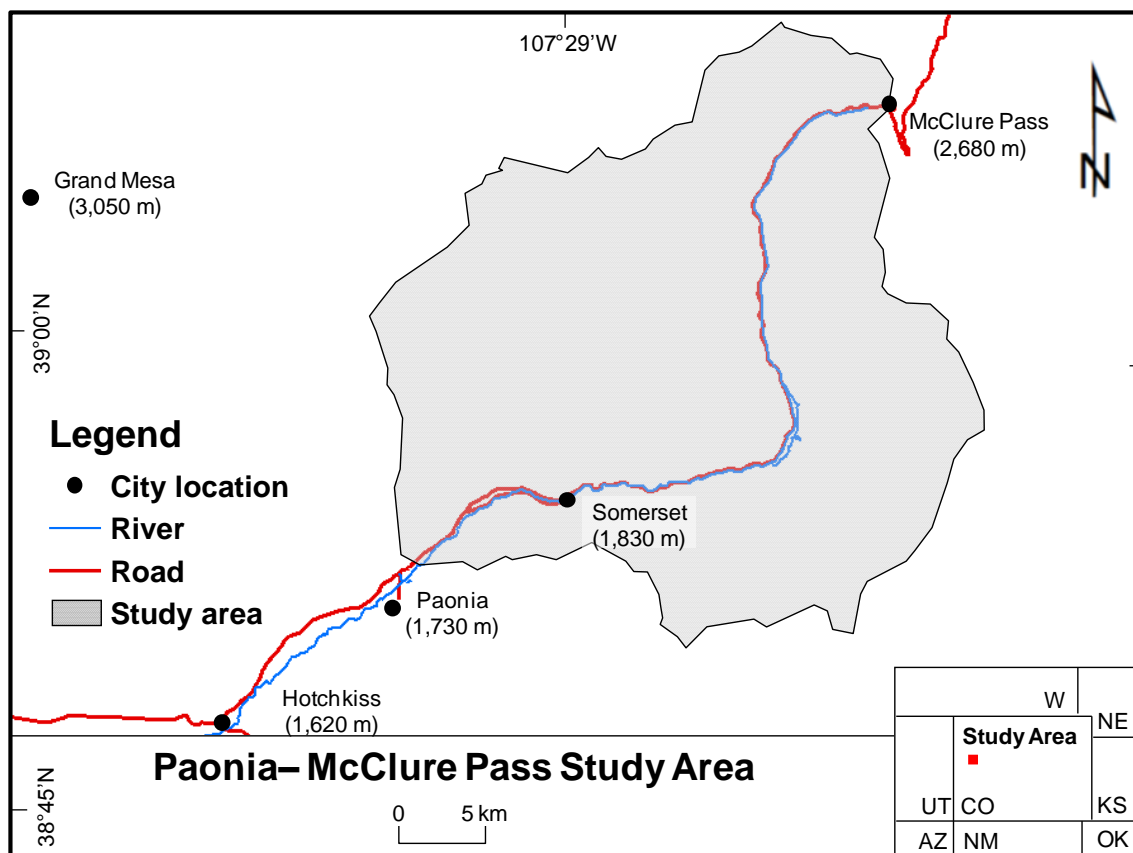 107°29'W
McClure Pass
(2,680 m)
N
Grand Mesa
(3,050 m)
39°00'N
Legend
City location
River
Road
Study area
Somerset
(1,830 m)
Paonia
(1,730 m)
Hotchkiss
(1,620 m)
Paonia– McClure Pass Study Area
0 5 km
38°45'N
W
NE
Study Area
UT CO KS
AZ NM OK